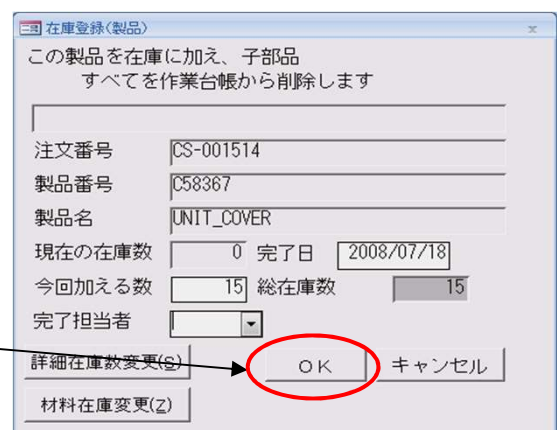 在庫登録(製品)
この製品を在庫に加え、子部品
すべてを作業台帳から削除します
注文番号 CS-001514
製品番号 C58367
製品名 UNIT_COVER
現在の在庫数 0 完了日 2008/07/18
今回加える数 15 総在庫数 15
完了担当者
詳細在庫数変更(S) OK キャンセル
材料在庫変更(Z)